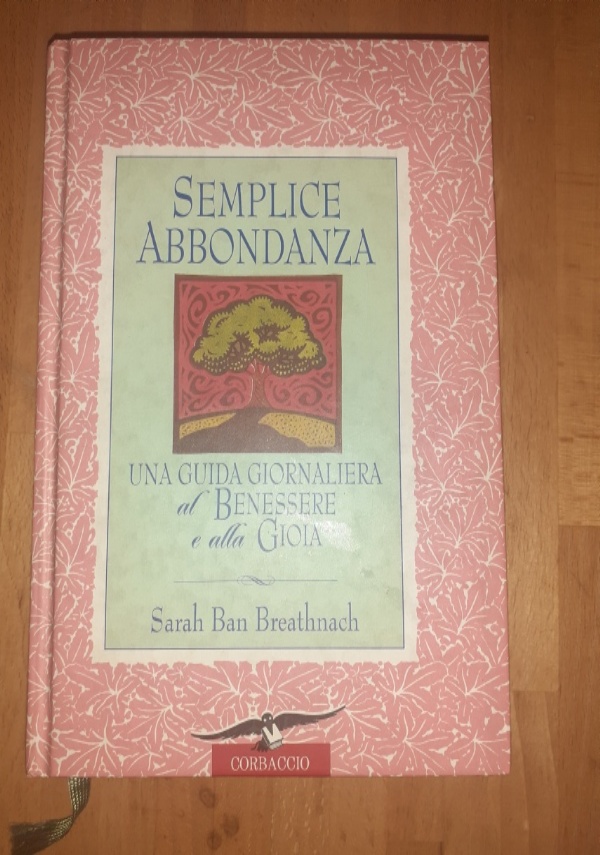 SEMPLICE
ABBONDANZA
UNA GUIDA GIORNALIERA
al BENESSERE
e alla GIOIA
Sarah Ban Breathnach
CORBACCIO